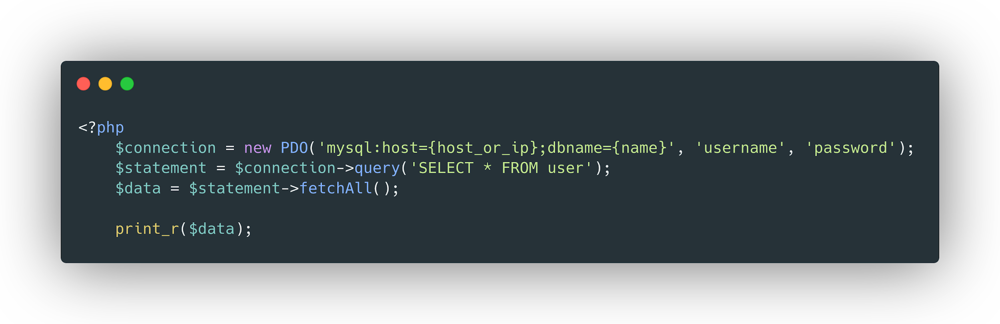 <?php
    $connection = new PDO('mysql:host={host_or_ip};dbname={name}', 'username', 'password');
    $statement = $connection->query('SELECT * FROM user');
    $data = $statement->fetchAll();

    print_r($data);